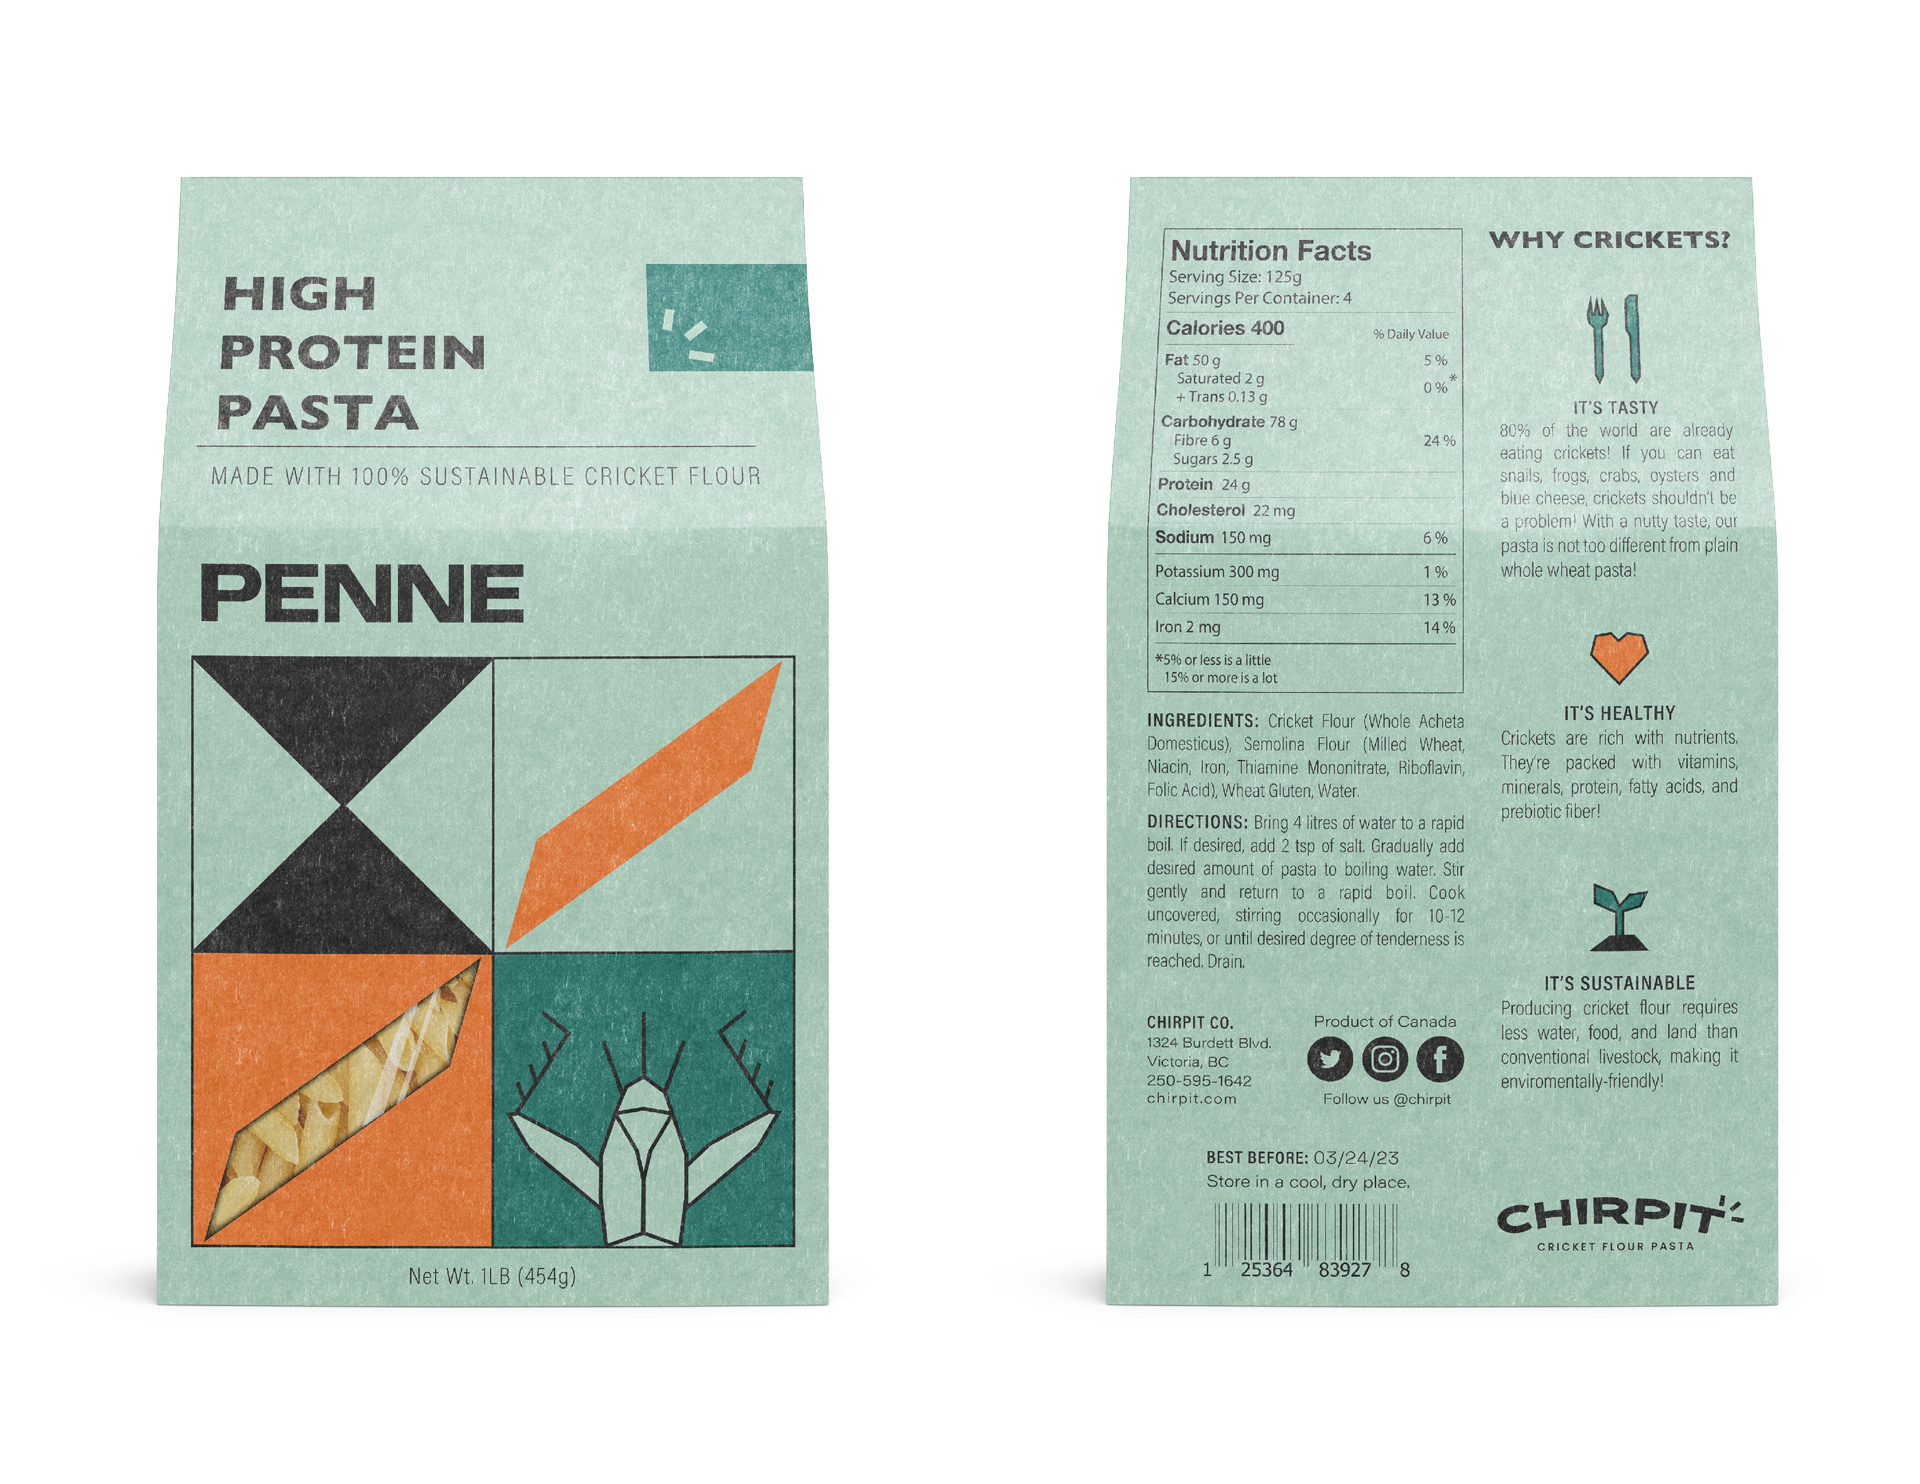 HIGH
PROTEIN
PASTA
MADE WITH 100% SUSTAINABLE CRICKET FLOUR
PENNE
Net Wt. 1LB (454g)
Nutrition Facts
Serving Size: 125g
Servings Per Container: 4
Calories 400
% Daily Value
Fat 50 g 5 %
Saturated 2 g
+ Trans 0.13 g 0 %*
Carbohydrate 78 g
Fibre 6 g 24 %
Sugars 2.5 g
Protein 24 g
Cholesterol 22 mg
Sodium 150 mg 6 %
Potassium 300 mg 1 %
Calcium 150 mg 13 %
Iron 2 mg 14 %
*5% or less is a little
15% or more is a lot
INGREDIENTS: Cricket Flour (Whole Acheta
Domesticus), Semolina Flour (Milled Wheat,
Niacin, Iron, Thiamine Mononitrate, Riboflavin,
Folic Acid), Wheat Gluten, Water.
DIRECTIONS: Bring 4 litres of water to a rapid
boil. If desired, add 2 tsp of salt. Gradually add
desired amount of pasta to boiling water. Stir
gently and return to a rapid boil. Cook
uncovered, stirring occasionally for 10-12
minutes, or until desired degree of tenderness is
reached. Drain.
CHIRPIT CO.
1324 Burdett Blvd.
Victoria, BC
250-595-1642
chirpit.com
Product of Canada
Follow us @chirpit
BEST BEFORE: 03/24/23
Store in a cool, dry place.
1 25364 83927 8
WHY CRICKETS?
IT'S TASTY
80% of the world are already
eating crickets! If you can eat
snails, frogs, crabs, oysters and
blue cheese, crickets shouldn't be
a problem! With a nutty taste, our
pasta is not too different from plain
whole wheat pasta!
IT'S HEALTHY
Crickets are rich with nutrients.
They're packed with vitamins,
minerals, protein, fatty acids, and
prebiotic fiber!
IT'S SUSTAINABLE
Producing cricket flour requires
less water, food, and land than
conventional livestock, making it
enviromentally-friendly!
CHIRPIT
CRICKET FLOUR PASTA